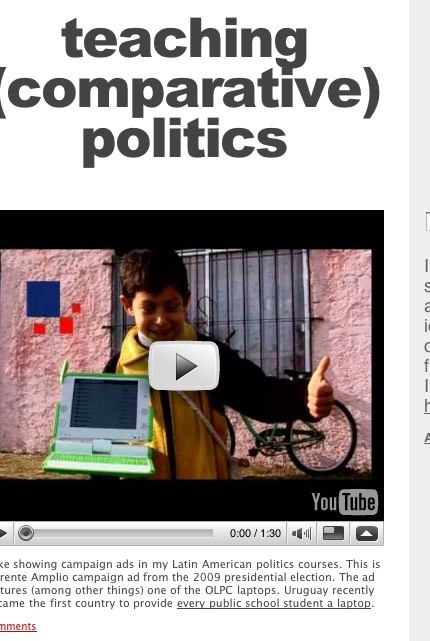 teaching
(comparative)
politics
YouTube
0:00 / 1:30
ke showing campaign ads in my Latin American politics courses. This is
rente Amplio campaign ad from the 2009 presidential election. The ad
tures (among other things) one of the OLPC laptops. Uruguay recently
came the first country to provide every public school student a laptop.
mments